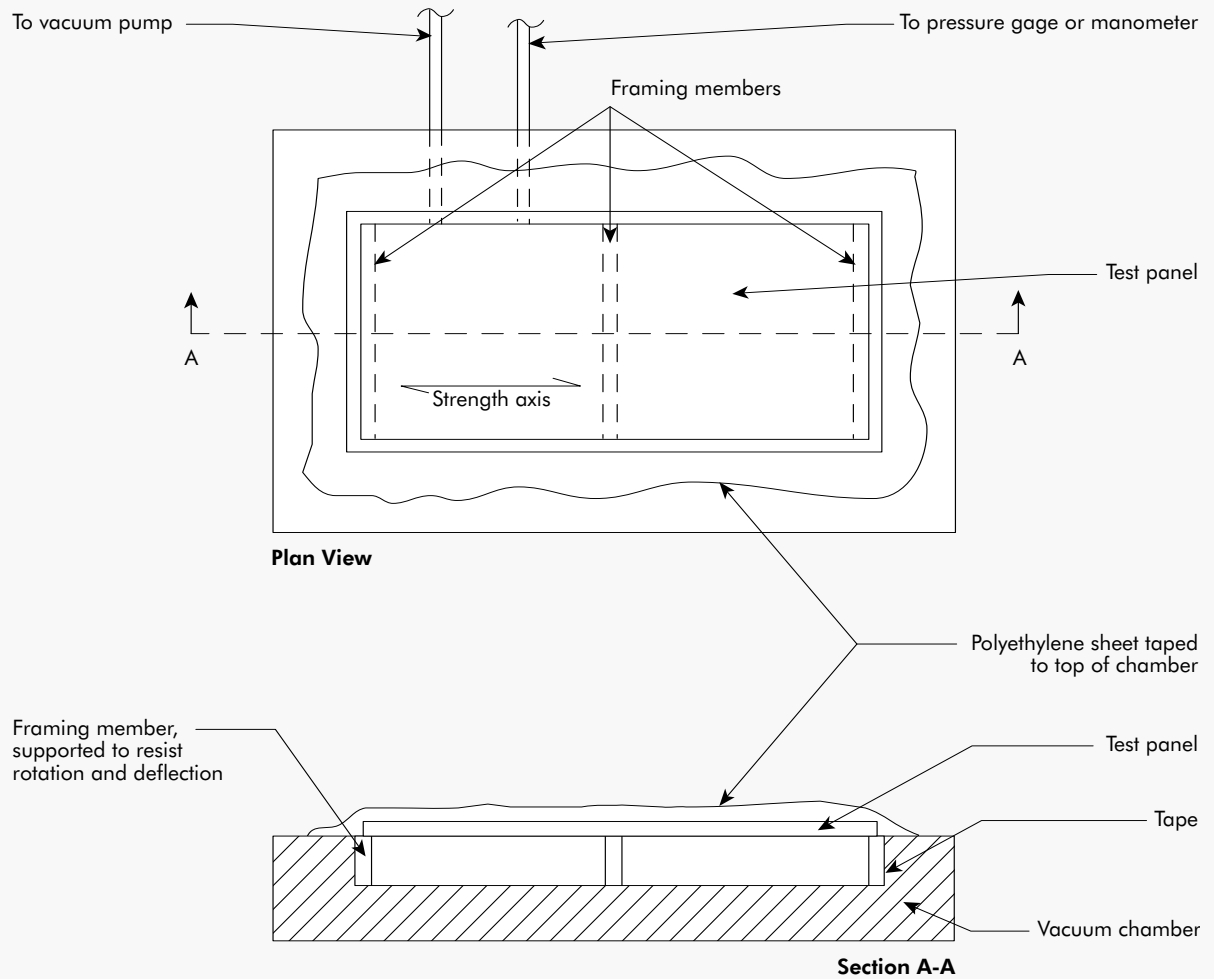 To vacuum pump
To pressure gage or manometer
Framing members
Test panel
A
A
Strength axis
Plan View
Polyethylene sheet taped
to top of chamber
Framing member,
supported to resist
rotation and deflection
Test panel
Tape
Vacuum chamber
Section A-A